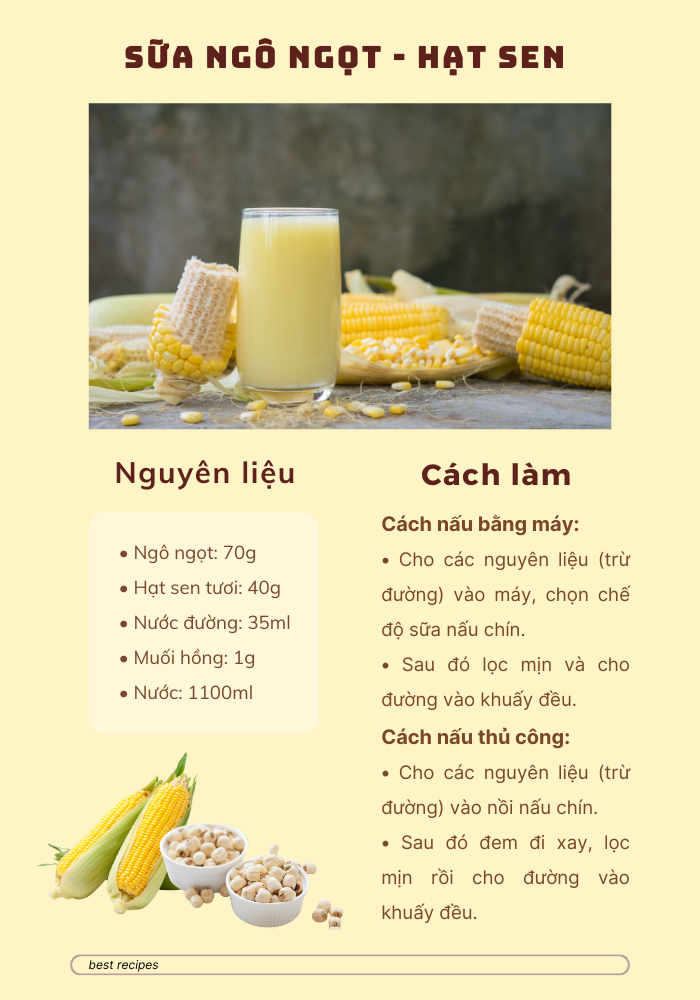 SỮA NGÔ NGỌT - HẠT SEN
Nguyên liệu
• Ngô ngọt: 70g
• Hạt sen tươi: 40g
• Nước đường: 35ml
• Muối hồng: 1g
• Nước: 1100ml
Cách làm
Cách nấu bằng máy:
• Cho các nguyên liệu (trừ
đường) vào máy, chọn chế
độ sữa nấu chín.
• Sau đó lọc mịn và cho
đường vào khuấy đều.
Cách nấu thủ công:
• Cho các nguyên liệu (trừ
đường) vào nồi nấu chín.
• Sau đó đem đi xay, lọc
mịn rồi cho đường vào
khuấy đều.
best recipes